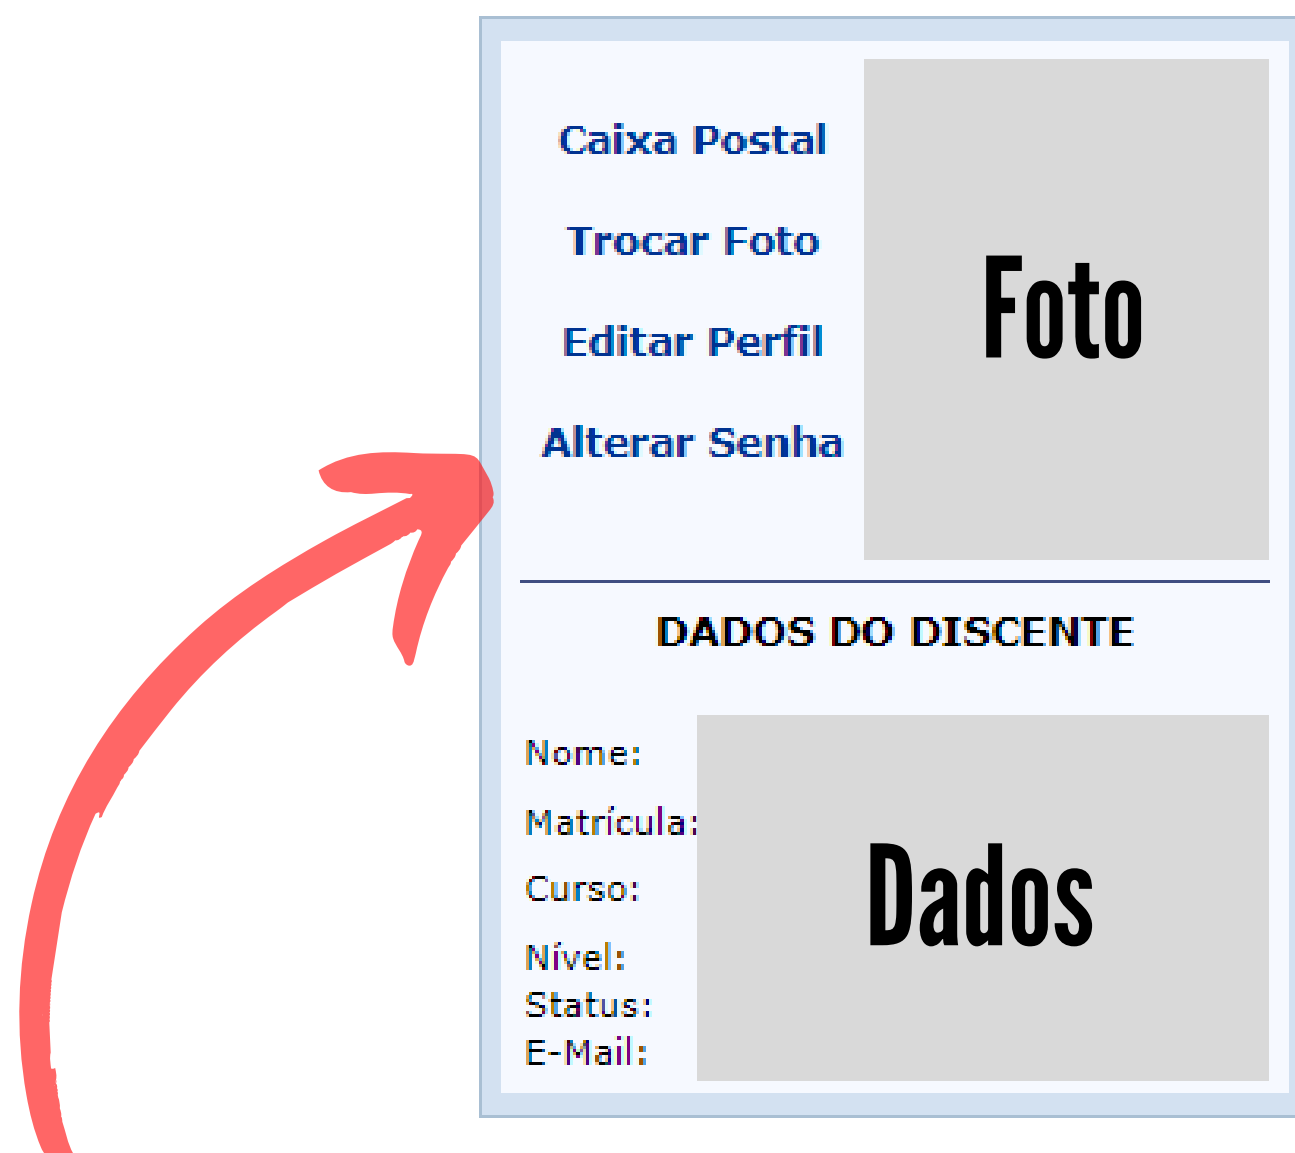 Caixa Postal
Trocar Foto
Editar Perfil
Alterar Senha
Foto
DADOS DO DISCENTE
Nome:
Matrícula:
Curso:
Nível:
Status:
E-Mail:
Dados